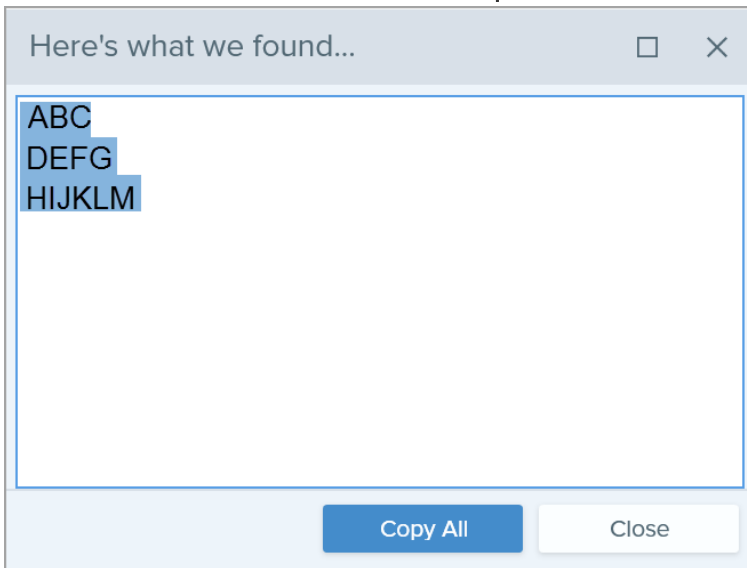 Here's what we found...
ABC
DEFG
HIJKLM
Copy All
Close